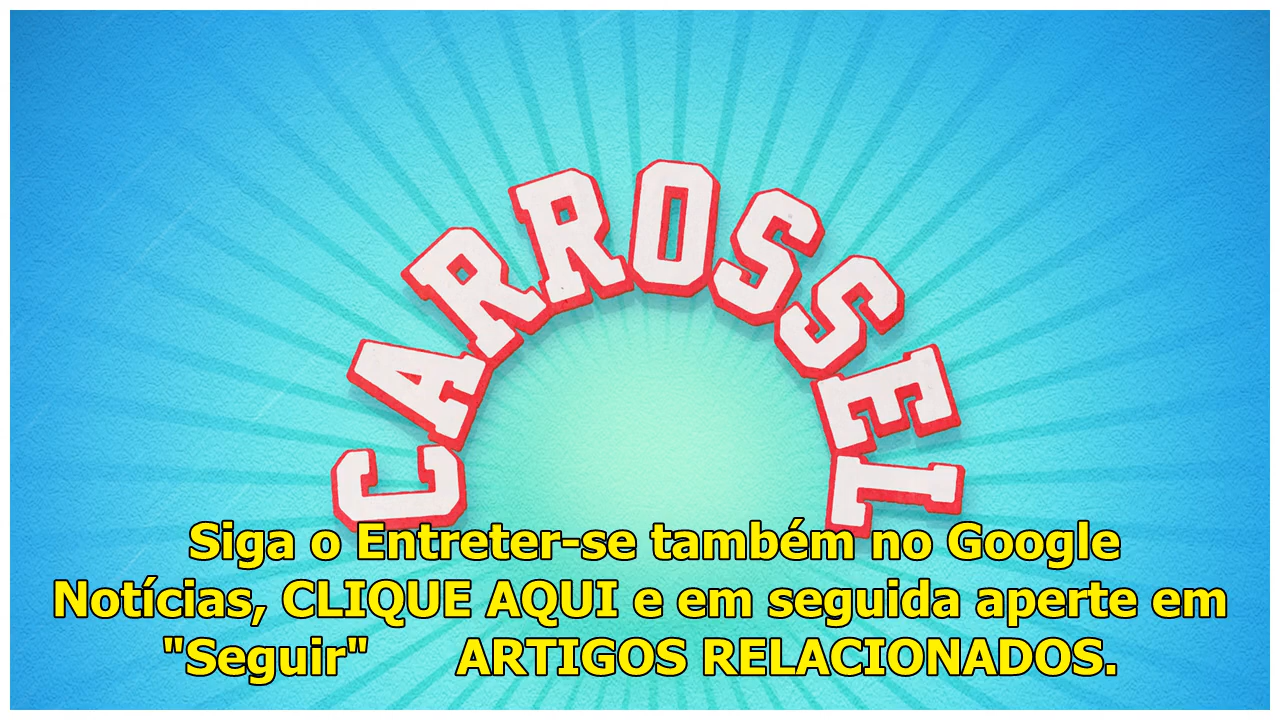 CARROSSEL
Siga o Entreter-se também no Google
Notícias, CLIQUE AQUI e em seguida aperte em
"Seguir" ARTIGOS RELACIONADOS.